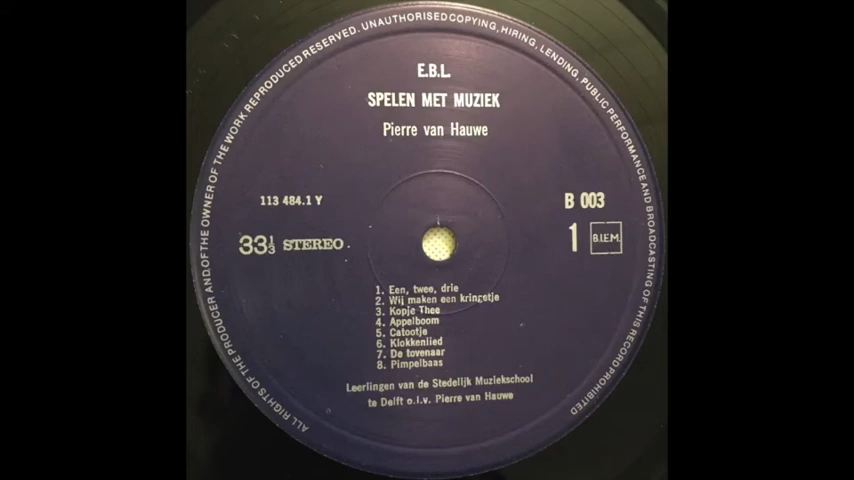 ALL RIGHTS OF THE PRODUCER AND OF THE OWNER OF THE WORK REPRODUCED RESERVED. UNAUTHORISED COPYING, HIRING, LENDING, PUBLIC PERFORMANCE AND BROADCASTING OF THIS RECORD PROHIBITED
E.B.L.
SPELEN MET MUZIEK
Pierre van Hauwe
113 484.1 Y
B 003
33⅓ STEREO
1 B.I.E.M.
1. Een, twee, drie
2. Wij maken een kringetje
3. Kopje Thee
4. Appelboom
5. Catootje
6. Klokkenlied
7. De tovenaar
8. Pimpelbaas
Leerlingen van de Stedelijk Muziekschool
te Delft o.l.v. Pierre van Hauwe